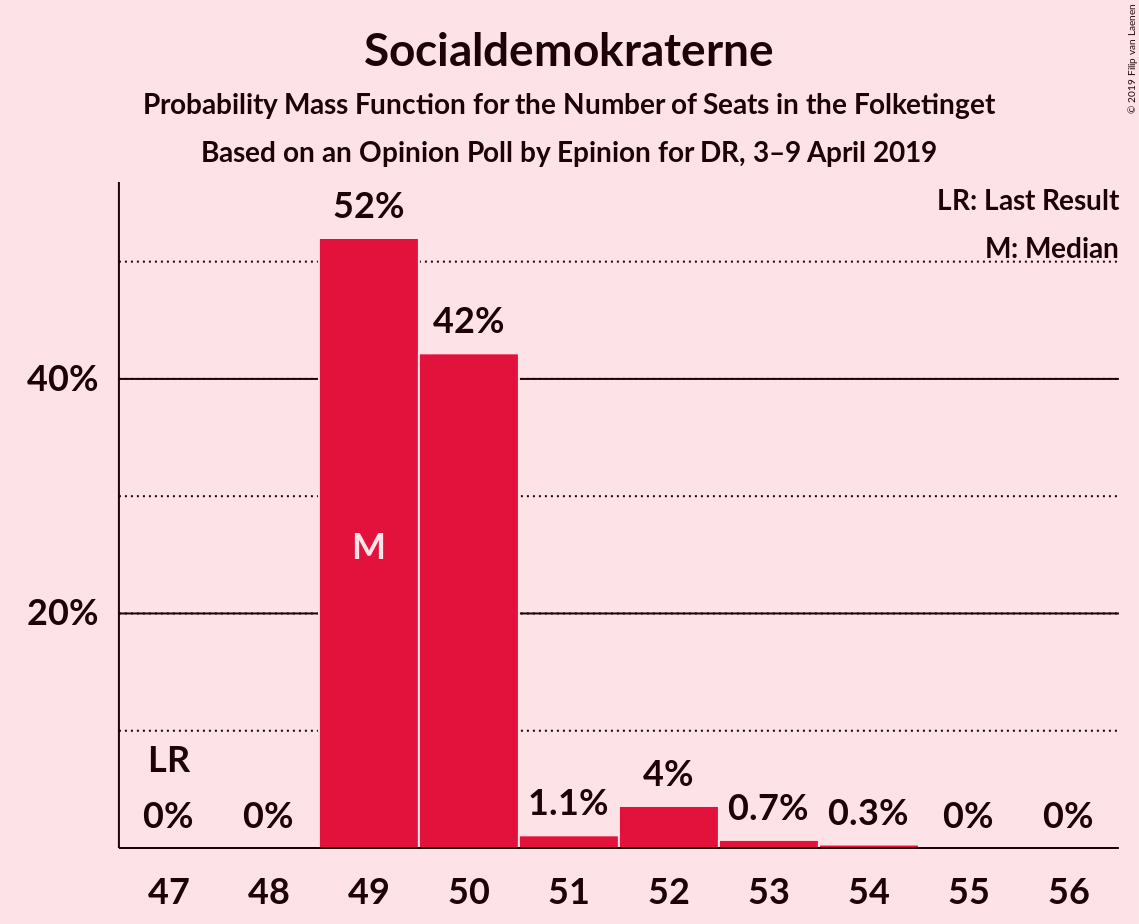 Socialdemokraterne
Probability Mass Function for the Number of Seats in the Folketinget
Based on an Opinion Poll by Epinion for DR, 3–9 April 2019
© 2019 Filip van Laenen
LR: Last Result
M: Median
52%
42%
40%
M
20%
LR
0% 0% 1.1% 4% 0.7% 0.3% 0% 0%
47 48 49 50 51 52 53 54 55 56